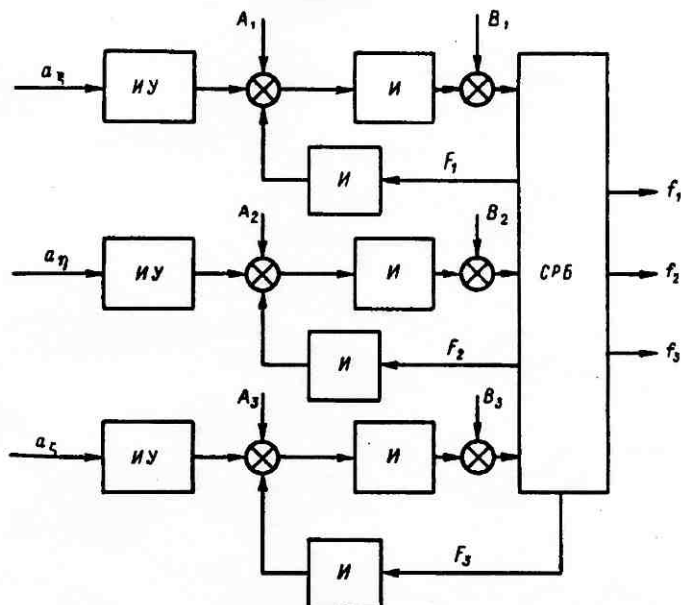 A₁ B₁
a_ξ ИУ И
И F₁
f₁
A₂ B₂
a_η ИУ И СРБ f₂
И F₂
f₃
A₃ B₃
a_ζ ИУ И
И F₃